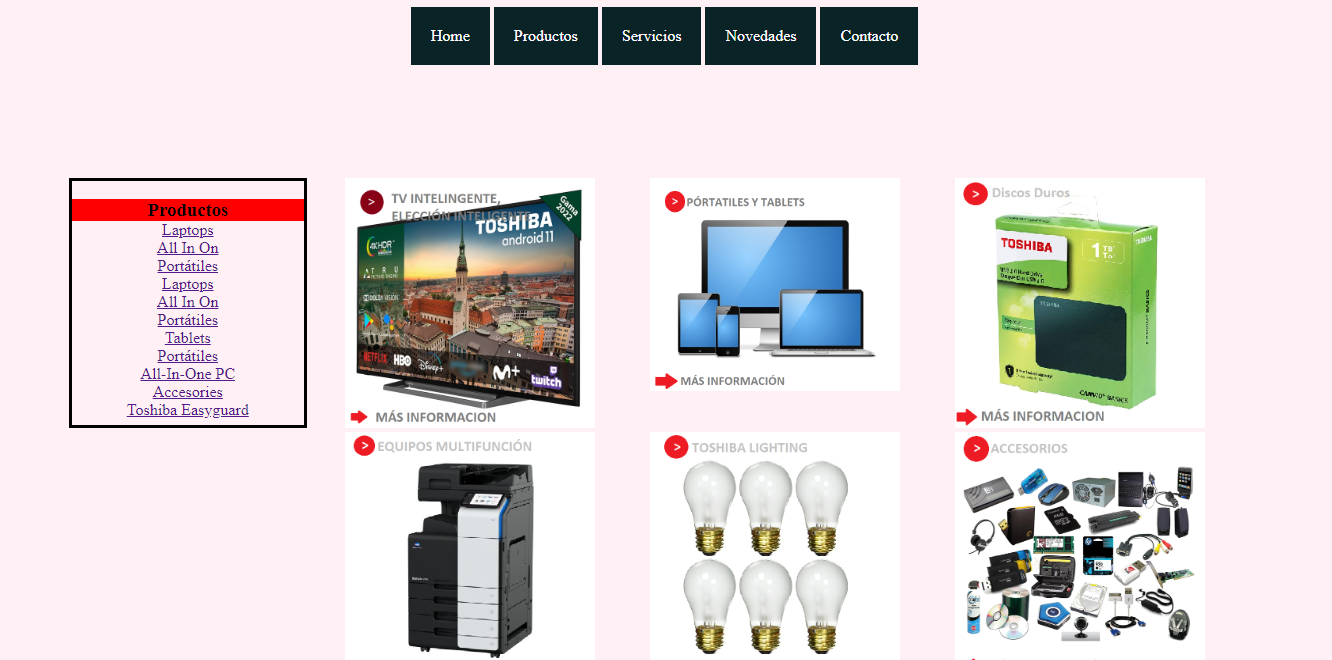 Home
Productos
Servicios
Novedades
Contacto
Productos
Laptops
All In On
Portátiles
Laptops
All In On
Portátiles
Tablets
Portátiles
All-In-One PC
Accesories
Toshiba Easyguard
> TV INTELINGENTE,
ELECCIÓN INTELIGENTE
Gama
2022
TOSHIBA
android 11
4K HDR
DOLBY VISION
NETFLIX HBO Disney+ M+ twitch
MÁS INFORMACION
> PÓRTATILES Y TABLETS
MÁS INFORMACIÓN
> Discos Duros
TOSHIBA
1 TB
To
CANVIO BASICS
MÁS INFORMACION
> EQUIPOS MULTIFUNCIÓN
> TOSHIBA LIGHTING
> ACCESORIOS